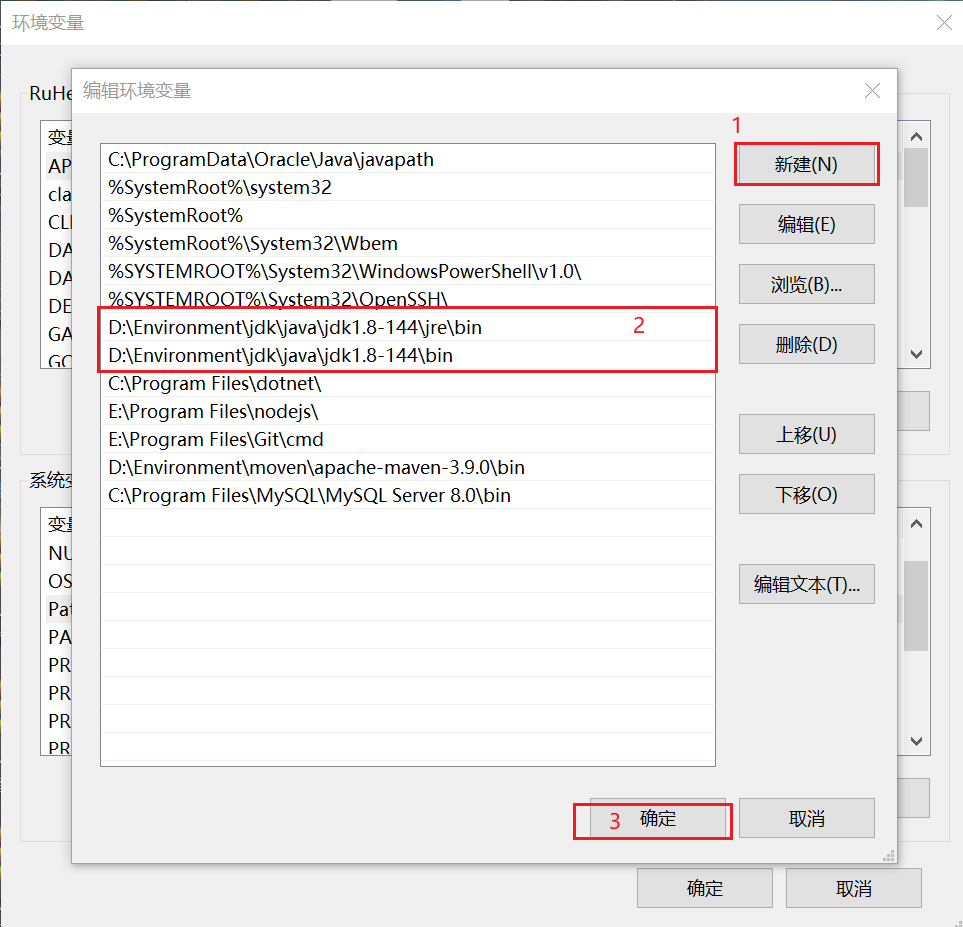 环境变量
RuHe
编辑环境变量
变量
1
AP
cla
CLI
DA
DA
DE
GA
GC
C:\ProgramData\Oracle\Java\javapath
新建(N)
%SystemRoot%\system32
%SystemRoot%
编辑(E)
%SystemRoot%\System32\Wbem
%SYSTEMROOT%\System32\WindowsPowerShell\v1.0\
浏览(B)...
%SYSTEMROOT%\System32\OpenSSH\
D:\Environment\jdk\java\jdk1.8-144\jre\bin
2
删除(D)
D:\Environment\jdk\java\jdk1.8-144\bin
C:\Program Files\dotnet\
E:\Program Files\nodejs\
上移(U)
E:\Program Files\Git\cmd
D:\Environment\moven\apache-maven-3.9.0\bin
C:\Program Files\MySQL\MySQL Server 8.0\bin
下移(O)
编辑文本(T)...
系统变
变量
NU
OS
Pat
PA
PR
PR
PR
PR
3
确定
取消
确定
取消